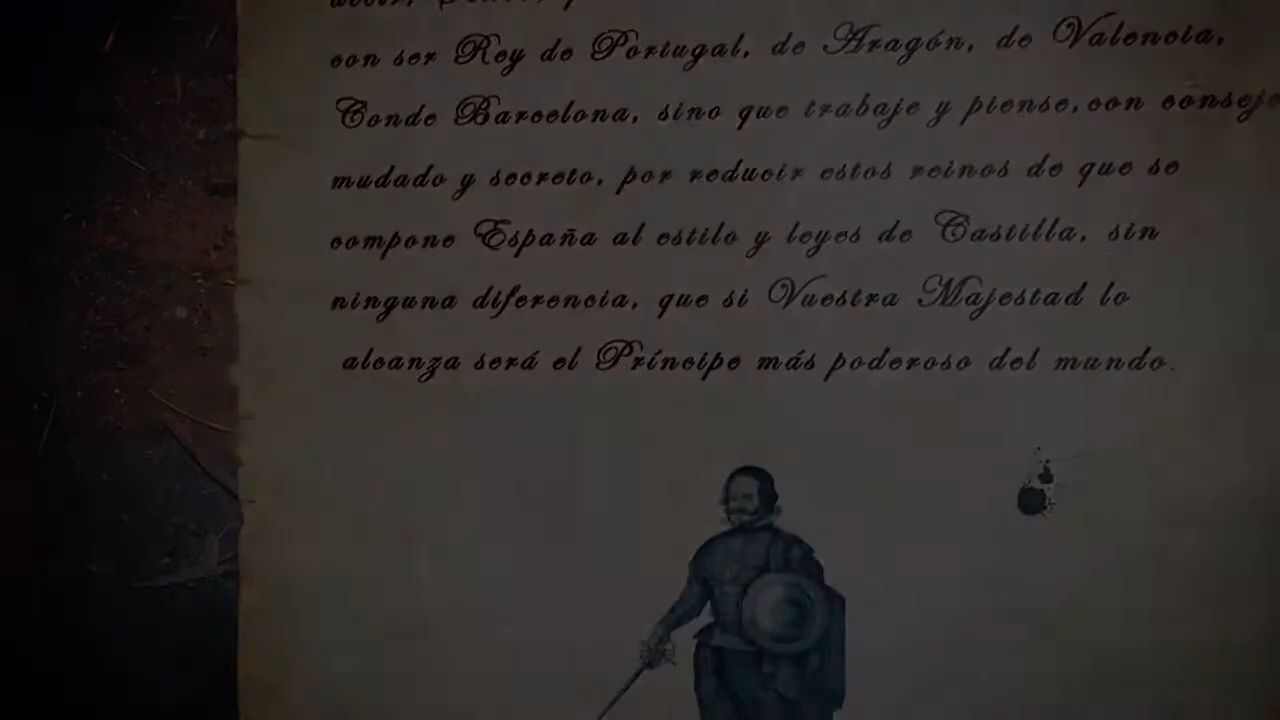 con ser Rey de Portugal, de Aragón, de Valencia,
Conde Barcelona, sino que trabaje y piense, con consejo
mudado y secreto, por reducir estos reinos de que se
compone España al estilo y leyes de Castilla, sin
ninguna diferencia, que si Vuestra Majestad lo
alcanza será el Príncipe más poderoso del mundo.